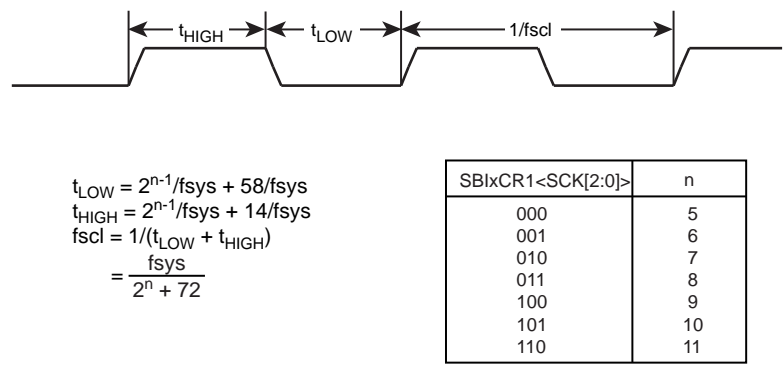 tHIGH tLOW 1/fscl
tLOW = 2n-1/fsys + 58/fsys
tHIGH = 2n-1/fsys + 14/fsys
fscl = 1/(tLOW + tHIGH)
= fsys
2n + 72
SBIxCR1<SCK[2:0]> n
000 5
001 6
010 7
011 8
100 9
101 10
110 11